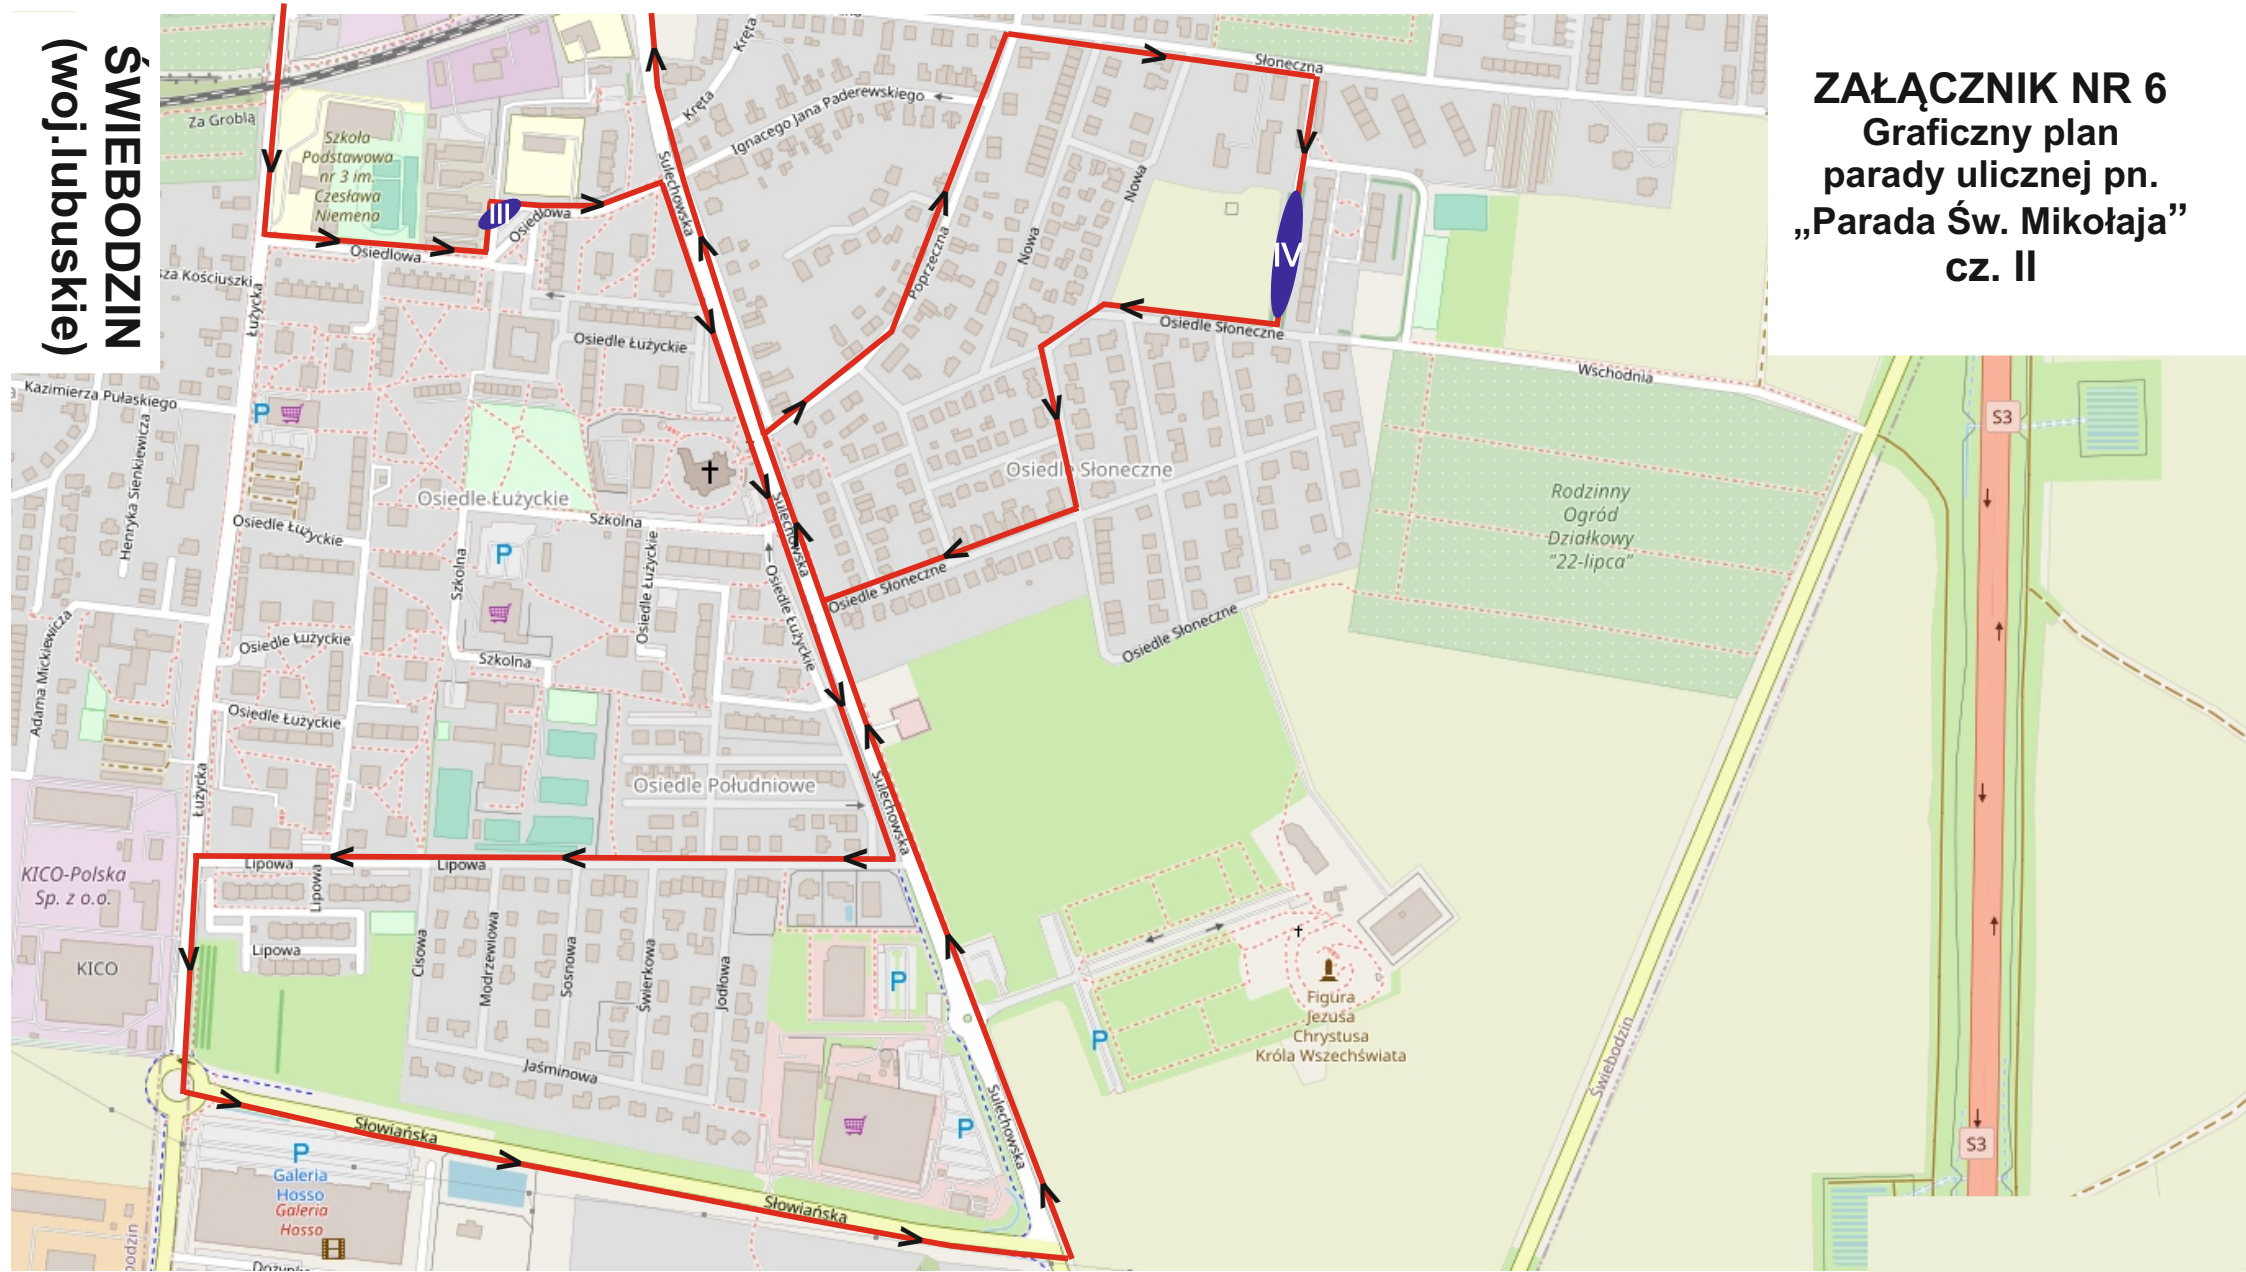 ŚWIEBODZIN
(woj.lubuskie)
ZAŁĄCZNIK NR 6
Graficzny plan
parady ulicznej pn.
„Parada Św. Mikołaja”
cz. II
Słoneczna
Kręta
Kręta
Ignacego Jana Paderewskiego
Za Groblą
Szkoła
Podstawowa
nr 3 im.
Czesława
Niemena
III
Osiedlowa
Osiedlowa
Sulechowska
Nowa
Nowa
Poprzeczna
IV
Osiedle Słoneczne
Wschodnia
S3
Łużycka
Osiedle Łużyckie
Kazimierza Pułaskiego
P
Henryka Sienkiewicza
Osiedle Łużyckie
Osiedle Słoneczne
Rodzinny
Ogród
Działkowy
"22-lipca"
Osiedle Łużyckie
Szkolna
Sulechowska
P
Szkolna
Osiedle Łużyckie
Osiedle Łużyckie
Osiedle Słoneczne
Osiedle Słoneczne
Adama Mickiewicza
Osiedle Łużyckie
Szkolna
Osiedle Łużyckie
Łużycka
Osiedle Południowe
Sulechowska
KICO-Polska
Sp. z o.o.
Lipowa
Lipowa
Lipowa
Lipowa
KICO
Cisowa
Modrzewiowa
Sosnowa
Świerkowa
Jodłowa
P
Figura
Jezusa
Chrystusa
Króla Wszechświata
P
Jaśminowa
Świebodzin
Słowiańska
P
Sulechowska
S3
P
Galeria
Hosso
Galeria
Hosso
Słowiańska